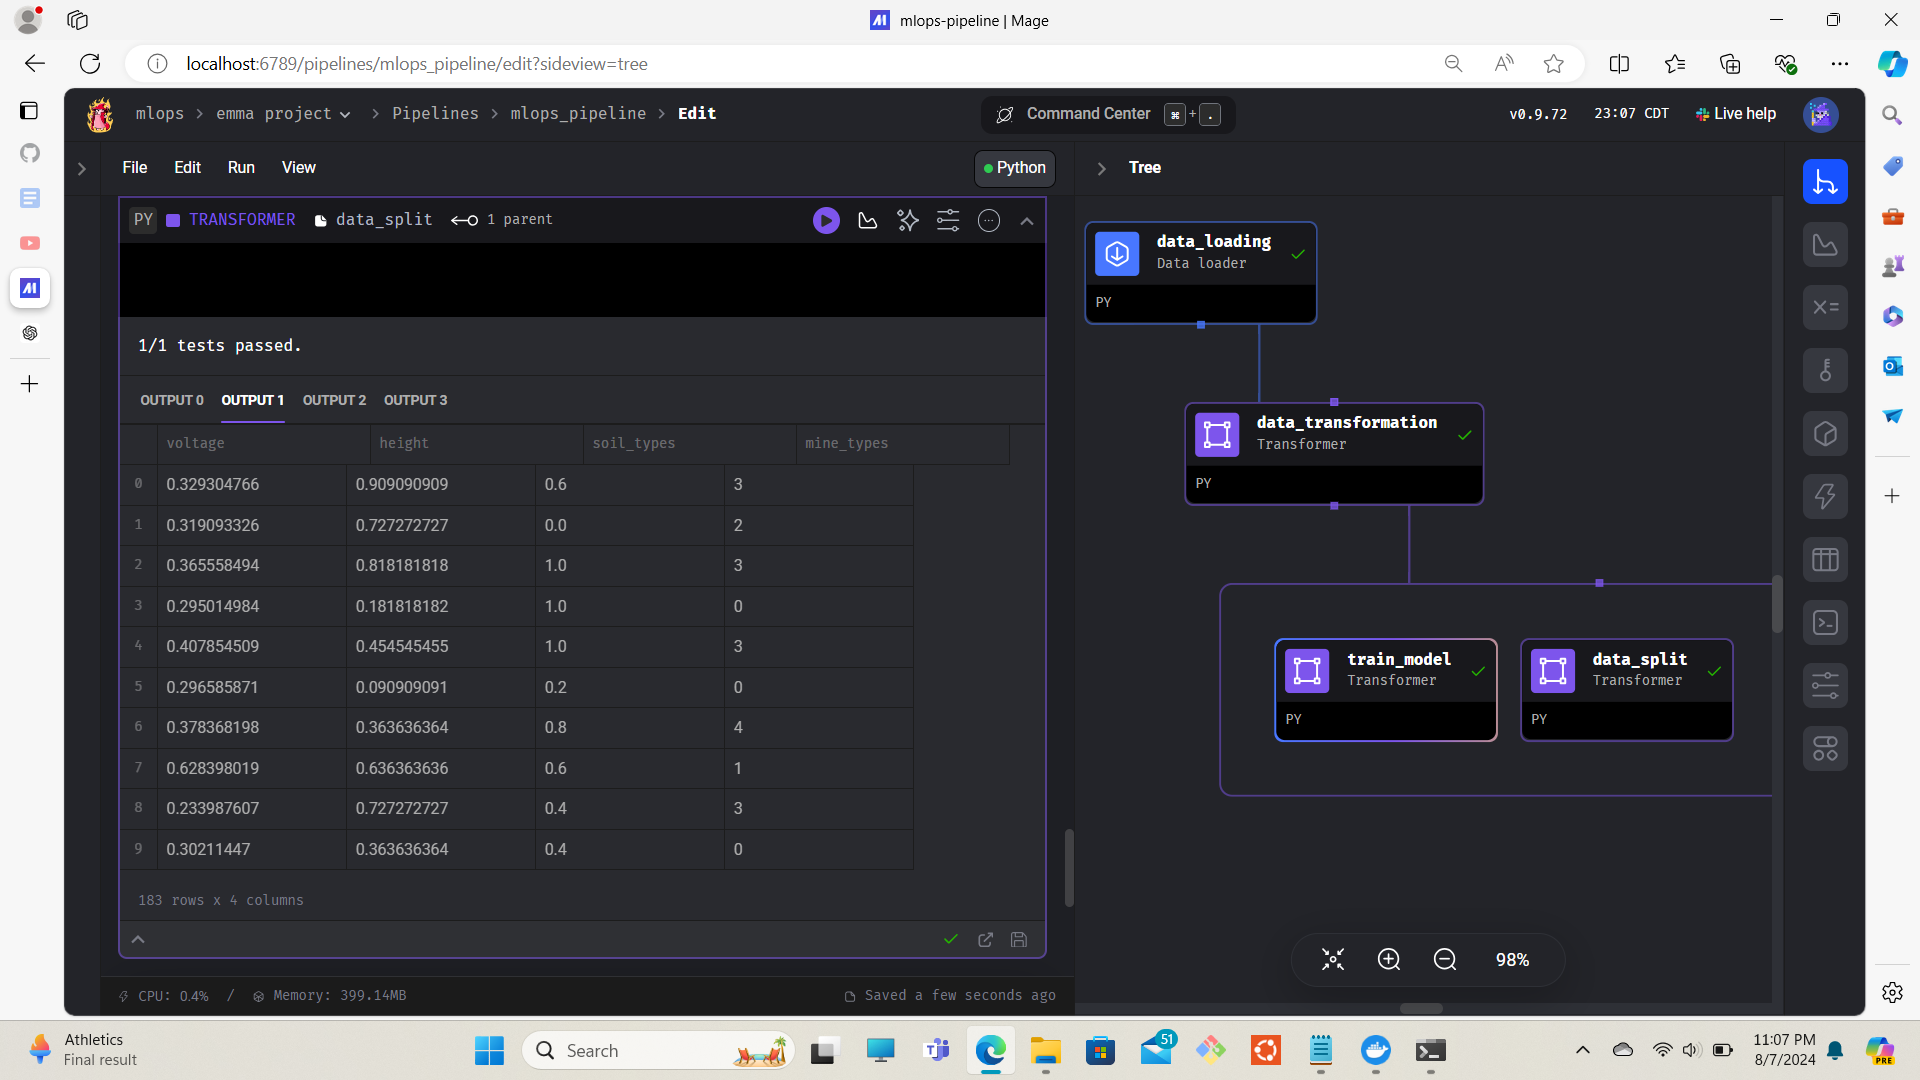 mlops-pipeline | Mage
localhost:6789/pipelines/mlops_pipeline/edit?sideview=tree
mlops > emma project > Pipelines > mlops_pipeline > Edit
Command Center ⌘ + .
v0.9.72 23:07 CDT Live help
File Edit Run View
Python
Tree
PY TRANSFORMER data_split 1 parent
1/1 tests passed.
OUTPUT 0 OUTPUT 1 OUTPUT 2 OUTPUT 3
voltage height soil_types mine_types
0 0.329304766 0.909090909 0.6 3
1 0.319093326 0.727272727 0.0 2
2 0.365558494 0.818181818 1.0 3
3 0.295014984 0.181818182 1.0 0
4 0.407854509 0.454545455 1.0 3
5 0.296585871 0.090909091 0.2 0
6 0.378368198 0.363636364 0.8 4
7 0.628398019 0.636363636 0.6 1
8 0.233987607 0.727272727 0.4 3
9 0.30211447 0.363636364 0.4 0
183 rows x 4 columns
CPU: 0.4% / Memory: 399.14MB
Saved a few seconds ago
data_loading
Data loader
PY
data_transformation
Transformer
PY
train_model
Transformer
PY
data_split
Transformer
PY
98%
Athletics
Final result
Search
51
11:07 PM
8/7/2024
PRE